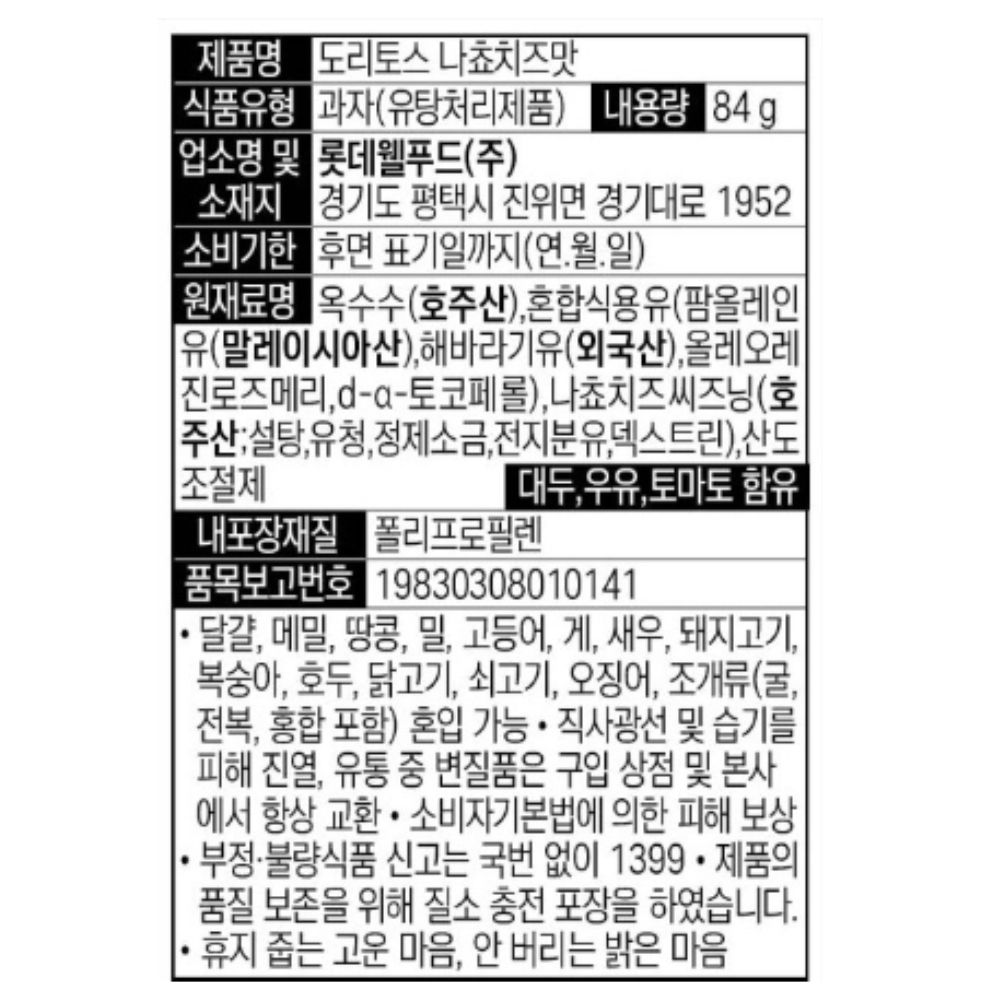 제품명 도리토스 나쵸치즈맛
식품유형 과자(유탕처리제품) 내용량 84 g
업소명 및 소재지 롯데웰푸드(주)
경기도 평택시 진위면 경기대로 1952
소비기한 후면 표기일까지(연.월.일)
원재료명 옥수수(호주산),혼합식용유(팜올레인
유(말레이시아산),해바라기유(외국산),올레오레
진로즈메리,d-α-토코페롤),나쵸치즈씨즈닝(호
주산;설탕,유청,정제소금,전지분유,덱스트린),산도
조절제 대두,우유,토마토 함유
내포장재질 폴리프로필렌
품목보고번호 19830308010141
• 달걀, 메밀, 땅콩, 밀, 고등어, 게, 새우, 돼지고기,
복숭아, 호두, 닭고기, 쇠고기, 오징어, 조개류(굴,
전복, 홍합 포함) 혼입 가능 • 직사광선 및 습기를
피해 진열, 유통 중 변질품은 구입 상점 및 본사
에서 항상 교환 • 소비자기본법에 의한 피해 보상
• 부정·불량식품 신고는 국번 없이 1399 • 제품의
품질 보존을 위해 질소 충전 포장을 하였습니다.
• 휴지 줍는 고운 마음, 안 버리는 밝은 마음